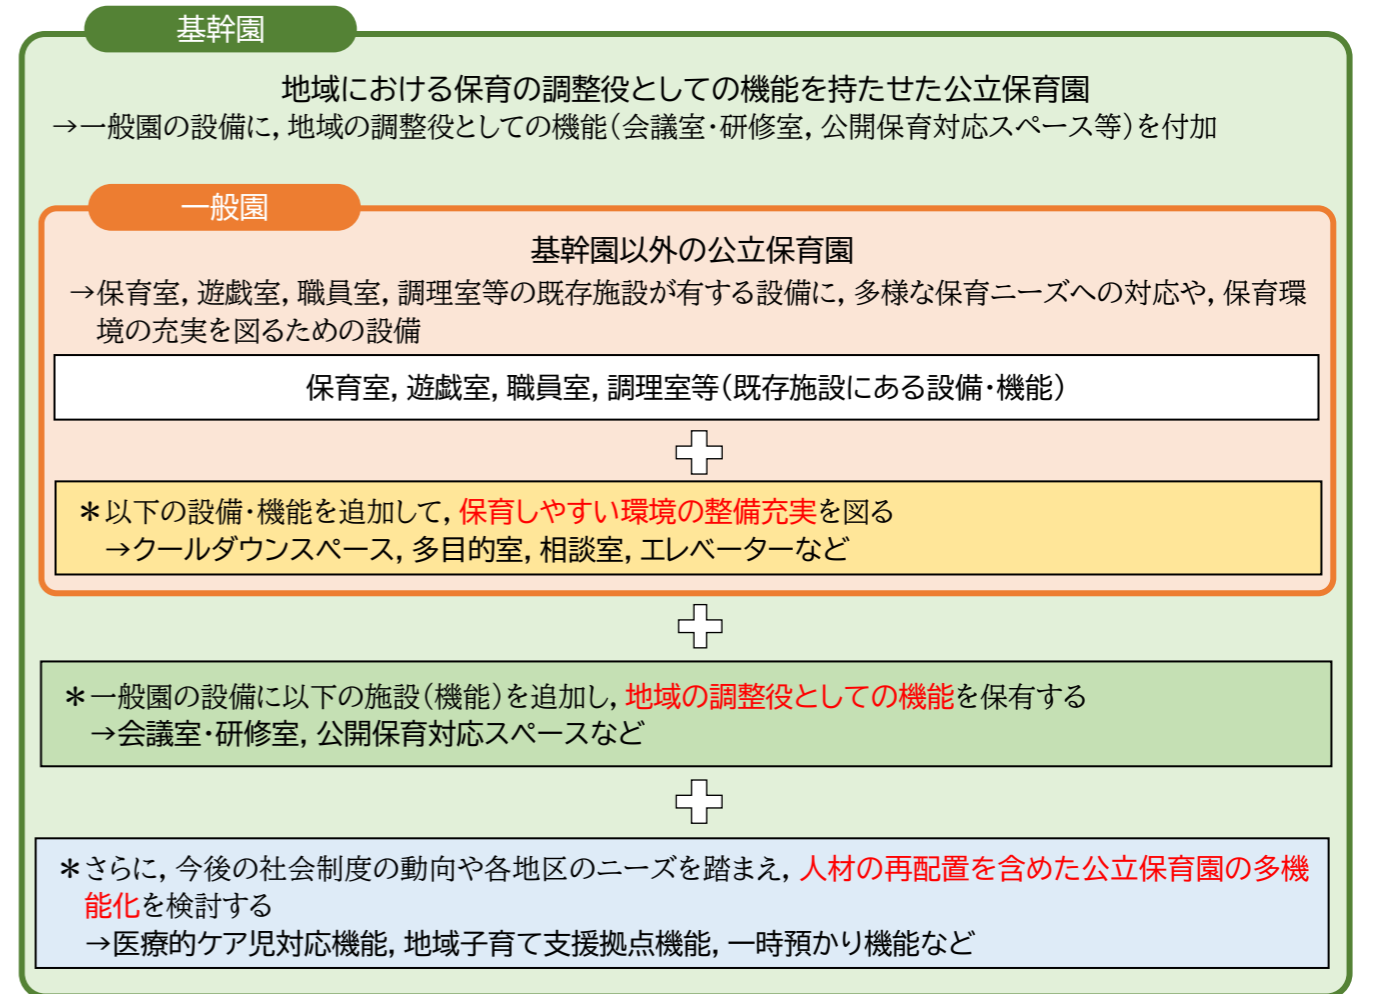 基幹園
地域における保育の調整役としての機能を持たせた公立保育園
→一般園の設備に，地域の調整役としての機能（会議室・研修室，公開保育対応スペース等）を付加
一般園
基幹園以外の公立保育園
→保育室，遊戯室，職員室，調理室等の既存施設が有する設備に，多様な保育ニーズへの対応や，保育環
境の充実を図るための設備
保育室，遊戯室，職員室，調理室等（既存施設にある設備・機能）
＊以下の設備・機能を追加して，保育しやすい環境の整備充実を図る
→クールダウンスペース，多目的室，相談室，エレベーターなど
＊一般園の設備に以下の施設（機能）を追加し，地域の調整役としての機能を保有する
→会議室・研修室，公開保育対応スペースなど
＊さらに，今後の社会制度の動向や各地区のニーズを踏まえ，人材の再配置を含めた公立保育園の多機
能化を検討する
→医療的ケア児対応機能，地域子育て支援拠点機能，一時預かり機能など